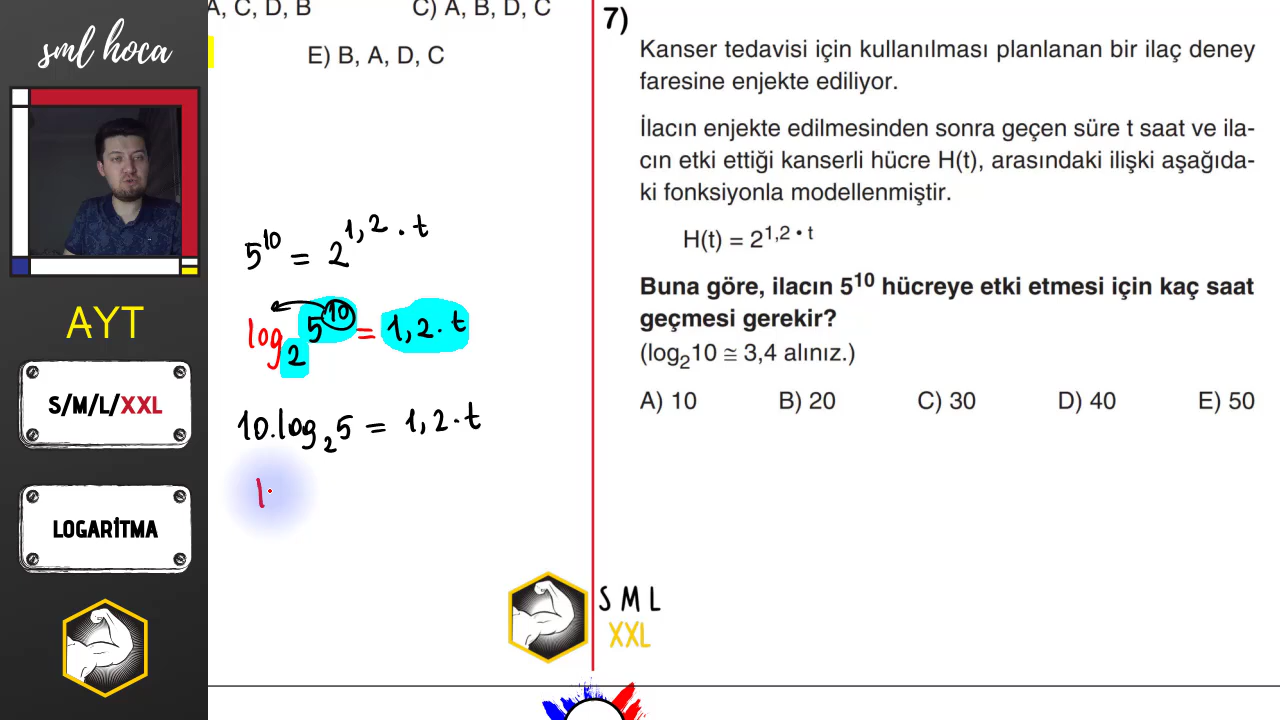 sml hoca
AYT
S/M/L/XXL
LOGARİTMA
A, C, D, B
C) A, B, D, C
E) B, A, D, C
5^10 = 2^1,2 · t
log_2 5^10 = 1,2 · t
10.log_2 5 = 1,2 · t
S M L
XXL
7)
Kanser tedavisi için kullanılması planlanan bir ilaç deney
faresine enjekte ediliyor.
İlacın enjekte edilmesinden sonra geçen süre t saat ve ila-
cın etki ettiği kanserli hücre H(t), arasındaki ilişki aşağıda-
ki fonksiyonla modellenmiştir.
H(t) = 2^1,2 • t
Buna göre, ilacın 5^10 hücreye etki etmesi için kaç saat
geçmesi gerekir?
(log_2 10 ≅ 3,4 alınız.)
A) 10 B) 20 C) 30 D) 40 E) 50